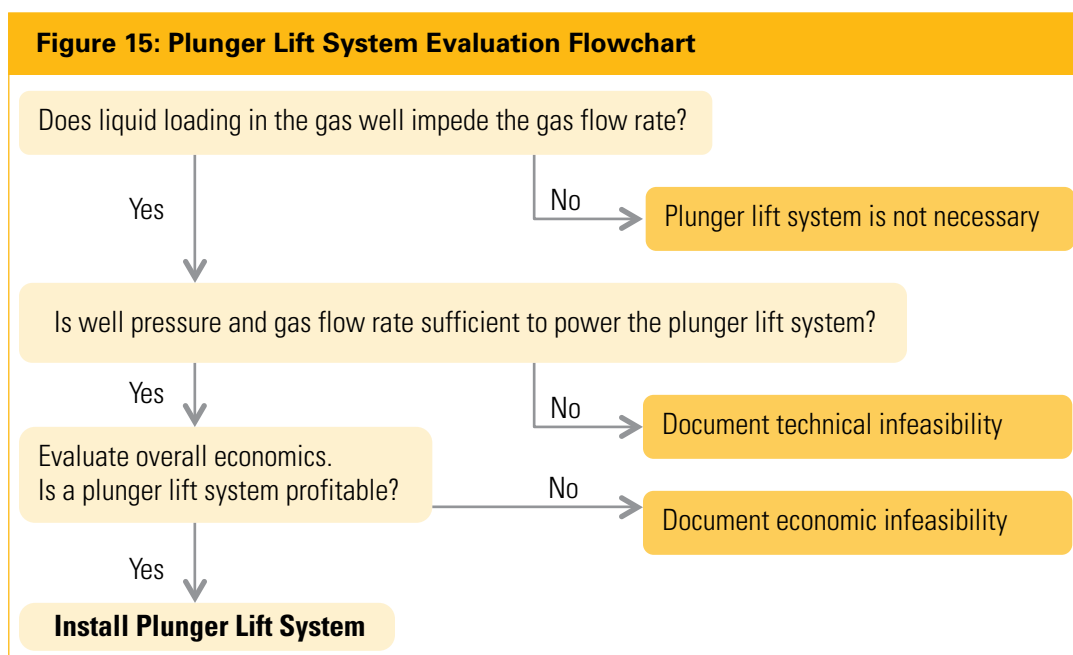 Figure 15: Plunger Lift System Evaluation Flowchart
Does liquid loading in the gas well impede the gas flow rate?
Yes
No
Plunger lift system is not necessary
Is well pressure and gas flow rate sufficient to power the plunger lift system?
Yes
No
Document technical infeasibility
Evaluate overall economics.
Is a plunger lift system profitable?
No
Document economic infeasibility
Yes
Install Plunger Lift System